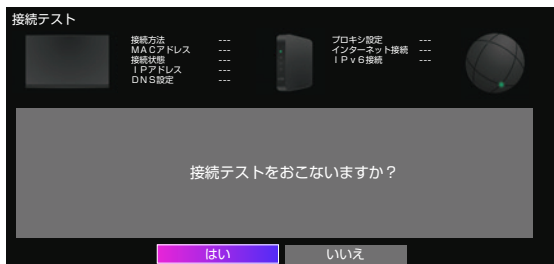 接続テスト
接続方法 ---
MACアドレス ---
接続状態 ---
IPアドレス ---
DNS設定 ---
プロキシ設定 ---
インターネット接続 ---
IPv6接続 ---
接続テストをおこないますか？
はい
いいえ